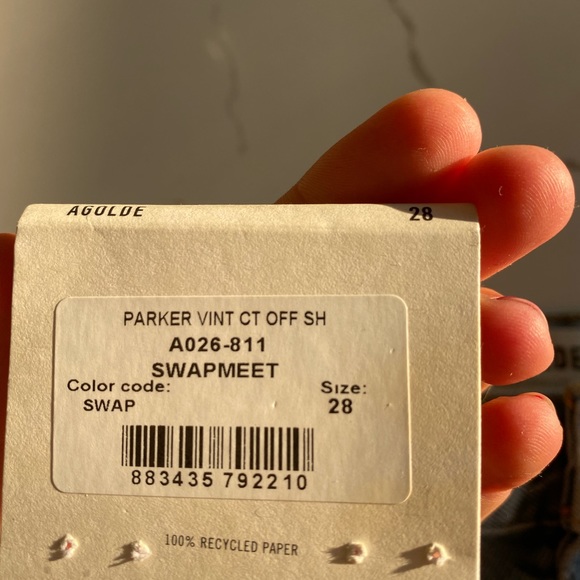 AGOLDE 28
PARKER VINT CT OFF SH
A026-811
SWAPMEET
Color code: Size:
SWAP 28
883435 792210
100% RECYCLED PAPER